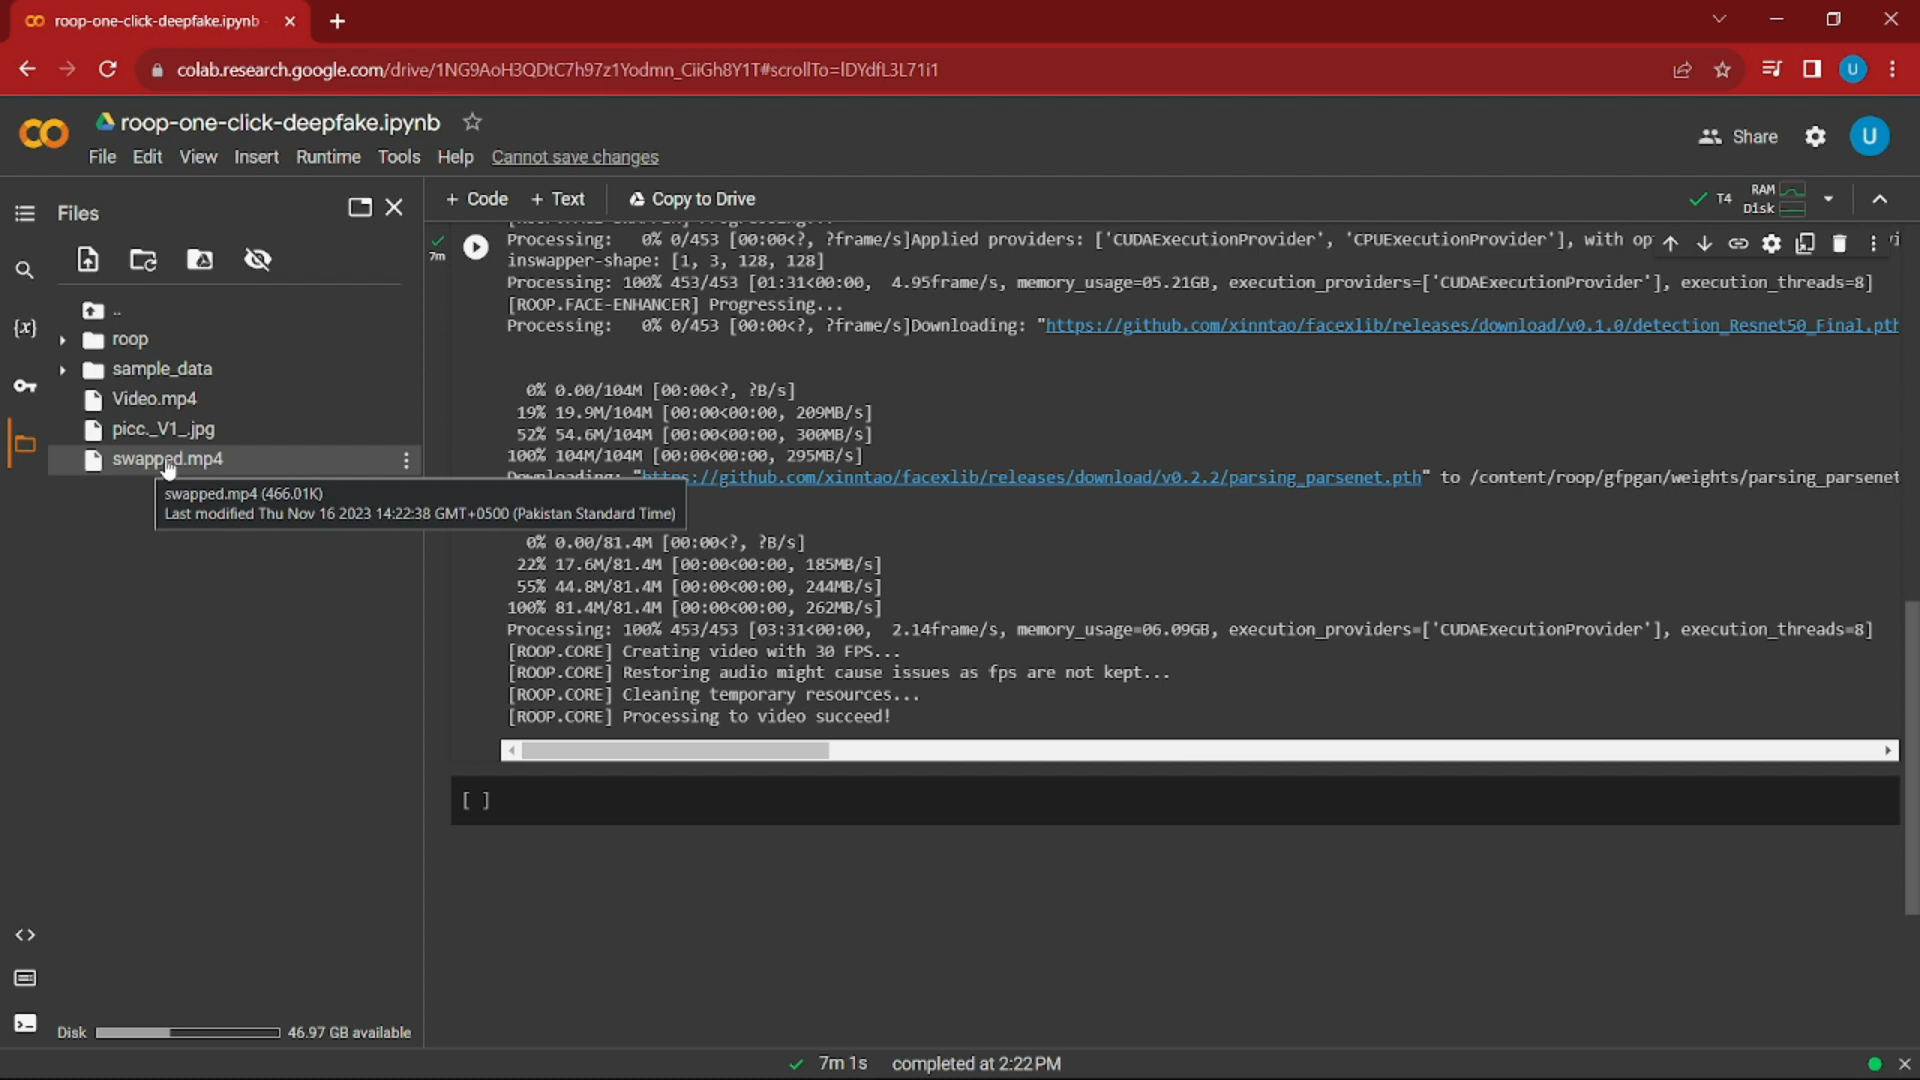 roop-one-click-deepfake.ipynb
colab.research.google.com/drive/1NG9AoH3QDtC7h97z1Yodmn_CiiGh8Y1T#scrollTo=lDYdfL3L71i1
U
roop-one-click-deepfake.ipynb
File Edit View Insert Runtime Tools Help Cannot save changes
Share
U
Files
+ Code + Text Copy to Drive
T4 RAM
Disk
..
roop
sample_data
Video.mp4
picc._V1_.jpg
swapped.mp4
swapped.mp4 (466.01K)
Last modified Thu Nov 16 2023 14:22:38 GMT+0500 (Pakistan Standard Time)
{x}
7m
Processing: 0% 0/453 [00:00<?, ?frame/s]Applied providers: ['CUDAExecutionProvider', 'CPUExecutionProvider'], with op
inswapper-shape: [1, 3, 128, 128]
Processing: 100% 453/453 [01:31<00:00, 4.95frame/s, memory_usage=05.21GB, execution_providers=['CUDAExecutionProvider'], execution_threads=8]
[ROOP.FACE-ENHANCER] Progressing...
Processing: 0% 0/453 [00:00<?, ?frame/s]Downloading: "https://github.com/xinntao/facexlib/releases/download/v0.1.0/detection_Resnet50_Final.pth
0% 0.00/104M [00:00<?, ?B/s]
19% 19.9M/104M [00:00<00:00, 209MB/s]
52% 54.6M/104M [00:00<00:00, 300MB/s]
100% 104M/104M [00:00<00:00, 295MB/s]
Downloading: "https://github.com/xinntao/facexlib/releases/download/v0.2.2/parsing_parsenet.pth" to /content/roop/gfpgan/weights/parsing_parsenet
0% 0.00/81.4M [00:00<?, ?B/s]
22% 17.6M/81.4M [00:00<00:00, 185MB/s]
55% 44.8M/81.4M [00:00<00:00, 244MB/s]
100% 81.4M/81.4M [00:00<00:00, 262MB/s]
Processing: 100% 453/453 [03:31<00:00, 2.14frame/s, memory_usage=06.09GB, execution_providers=['CUDAExecutionProvider'], execution_threads=8]
[ROOP.CORE] Creating video with 30 FPS...
[ROOP.CORE] Restoring audio might cause issues as fps are not kept...
[ROOP.CORE] Cleaning temporary resources...
[ROOP.CORE] Processing to video succeed!
[ ]
Disk 46.97 GB available
7m 1s completed at 2:22 PM